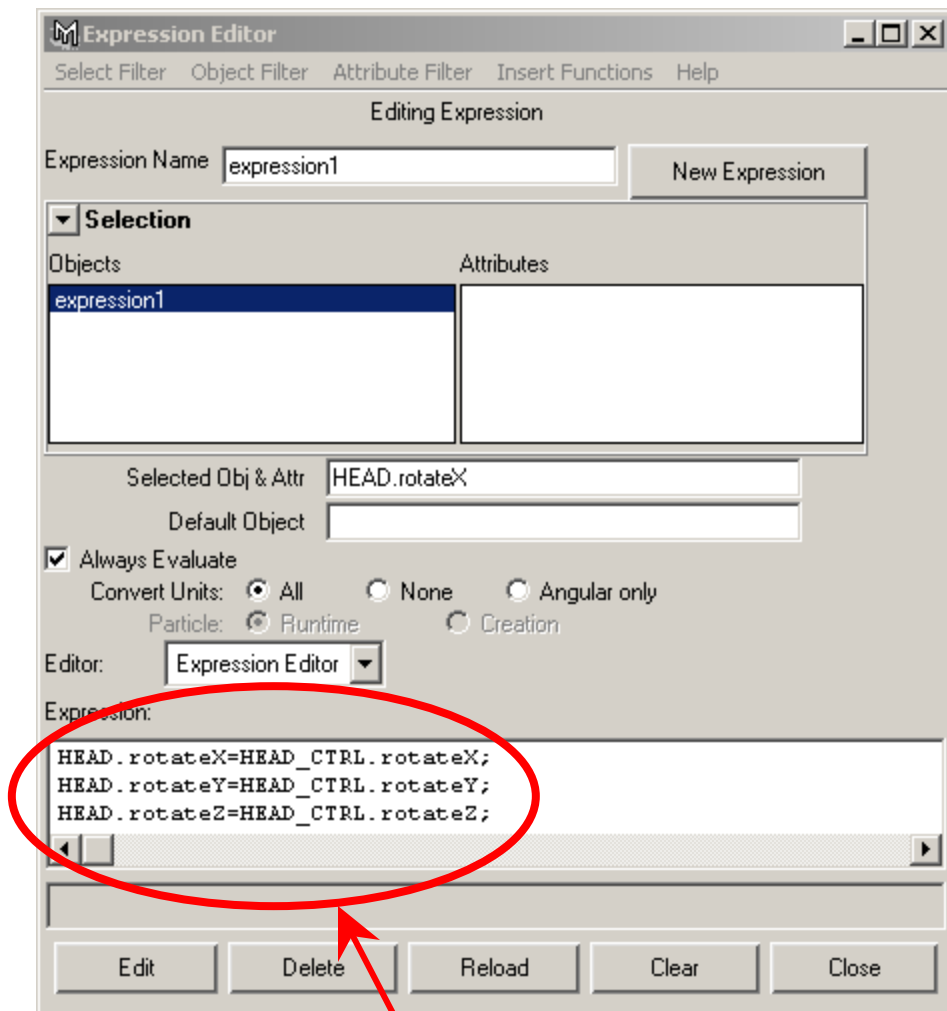 Expression Editor
Select Filter Object Filter Attribute Filter Insert Functions Help
Editing Expression
Expression Name expression1 New Expression
Selection
Objects Attributes
expression1
Selected Obj & Attr HEAD.rotateX
Default Object
Always Evaluate
Convert Units: All None Angular only
Particle: Runtime Creation
Editor: Expression Editor
Expression:
HEAD.rotateX=HEAD_CTRL.rotateX;
HEAD.rotateY=HEAD_CTRL.rotateY;
HEAD.rotateZ=HEAD_CTRL.rotateZ;
Edit Delete Reload Clear Close